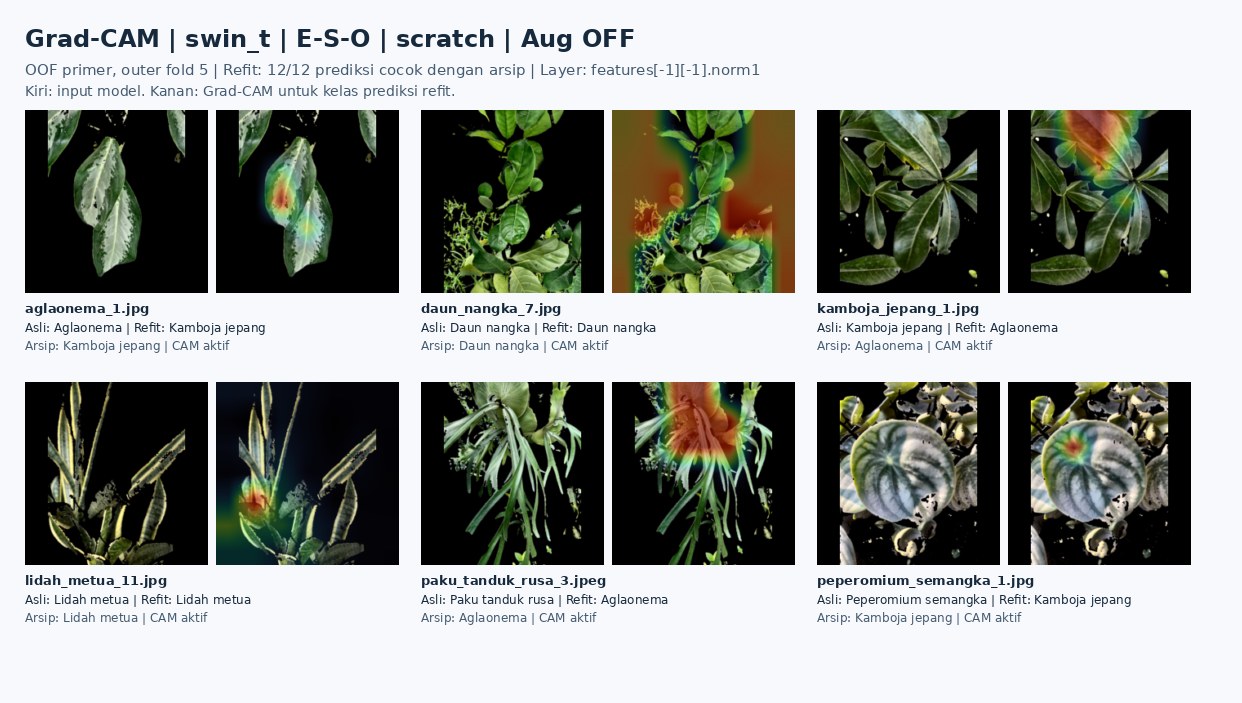 Grad-CAM | swin_t | E-S-O | scratch | Aug OFF
OOF primer, outer fold 5 | Refit: 12/12 prediksi cocok dengan arsip | Layer: features[-1][-1].norm1
Kiri: input model. Kanan: Grad-CAM untuk kelas prediksi refit.
aglaonema_1.jpg
Asli: Aglaonema | Refit: Kamboja jepang
Arsip: Kamboja jepang | CAM aktif
daun_nangka_7.jpg
Asli: Daun nangka | Refit: Daun nangka
Arsip: Daun nangka | CAM aktif
kamboja_jepang_1.jpg
Asli: Kamboja jepang | Refit: Aglaonema
Arsip: Aglaonema | CAM aktif
lidah_metua_11.jpg
Asli: Lidah metua | Refit: Lidah metua
Arsip: Lidah metua | CAM aktif
paku_tanduk_rusa_3.jpeg
Asli: Paku tanduk rusa | Refit: Aglaonema
Arsip: Aglaonema | CAM aktif
peperomium_semangka_1.jpg
Asli: Peperomium semangka | Refit: Kamboja jepang
Arsip: Kamboja jepang | CAM aktif